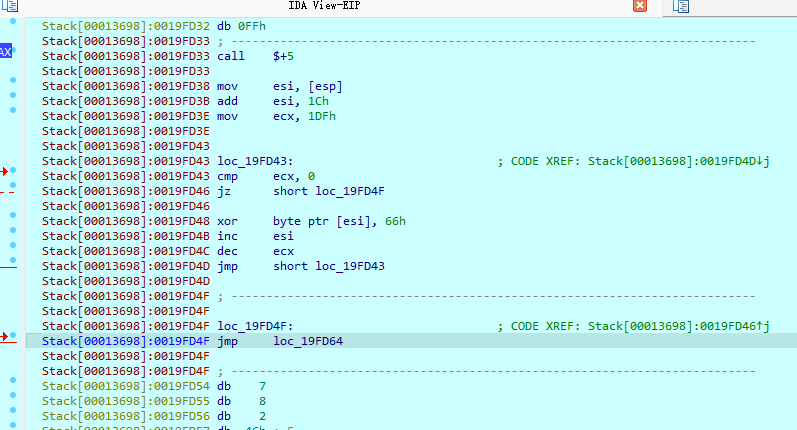 IDA View-EIP
AX
Stack[00013698]:0019FD32 db 0FFh
Stack[00013698]:0019FD33 ; ---------------------------------------------------------------------------
Stack[00013698]:0019FD33 call    $+5
Stack[00013698]:0019FD33
Stack[00013698]:0019FD38 mov     esi, [esp]
Stack[00013698]:0019FD3B add     esi, 1Ch
Stack[00013698]:0019FD3E mov     ecx, 1DFh
Stack[00013698]:0019FD3E
Stack[00013698]:0019FD43
Stack[00013698]:0019FD43 loc_19FD43:                             ; CODE XREF: Stack[00013698]:0019FD4D↓j
Stack[00013698]:0019FD43 cmp     ecx, 0
Stack[00013698]:0019FD46 jz      short loc_19FD4F
Stack[00013698]:0019FD46
Stack[00013698]:0019FD48 xor     byte ptr [esi], 66h
Stack[00013698]:0019FD4B inc     esi
Stack[00013698]:0019FD4C dec     ecx
Stack[00013698]:0019FD4D jmp     short loc_19FD43
Stack[00013698]:0019FD4D
Stack[00013698]:0019FD4F ; ---------------------------------------------------------------------------
Stack[00013698]:0019FD4F
Stack[00013698]:0019FD4F loc_19FD4F:                             ; CODE XREF: Stack[00013698]:0019FD46↑j
Stack[00013698]:0019FD4F jmp     loc_19FD64
Stack[00013698]:0019FD4F
Stack[00013698]:0019FD4F ; ---------------------------------------------------------------------------
Stack[00013698]:0019FD54 db    7
Stack[00013698]:0019FD55 db    8
Stack[00013698]:0019FD56 db    2